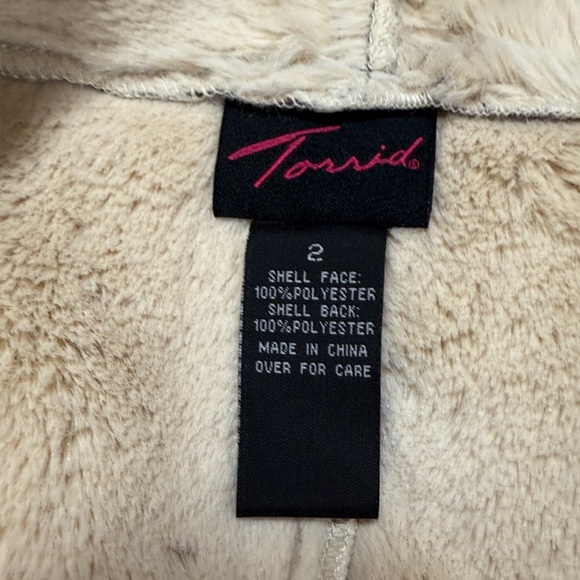 Torrid®
2
SHELL FACE:
100%POLYESTER
SHELL BACK:
100%POLYESTER
MADE IN CHINA
OVER FOR CARE